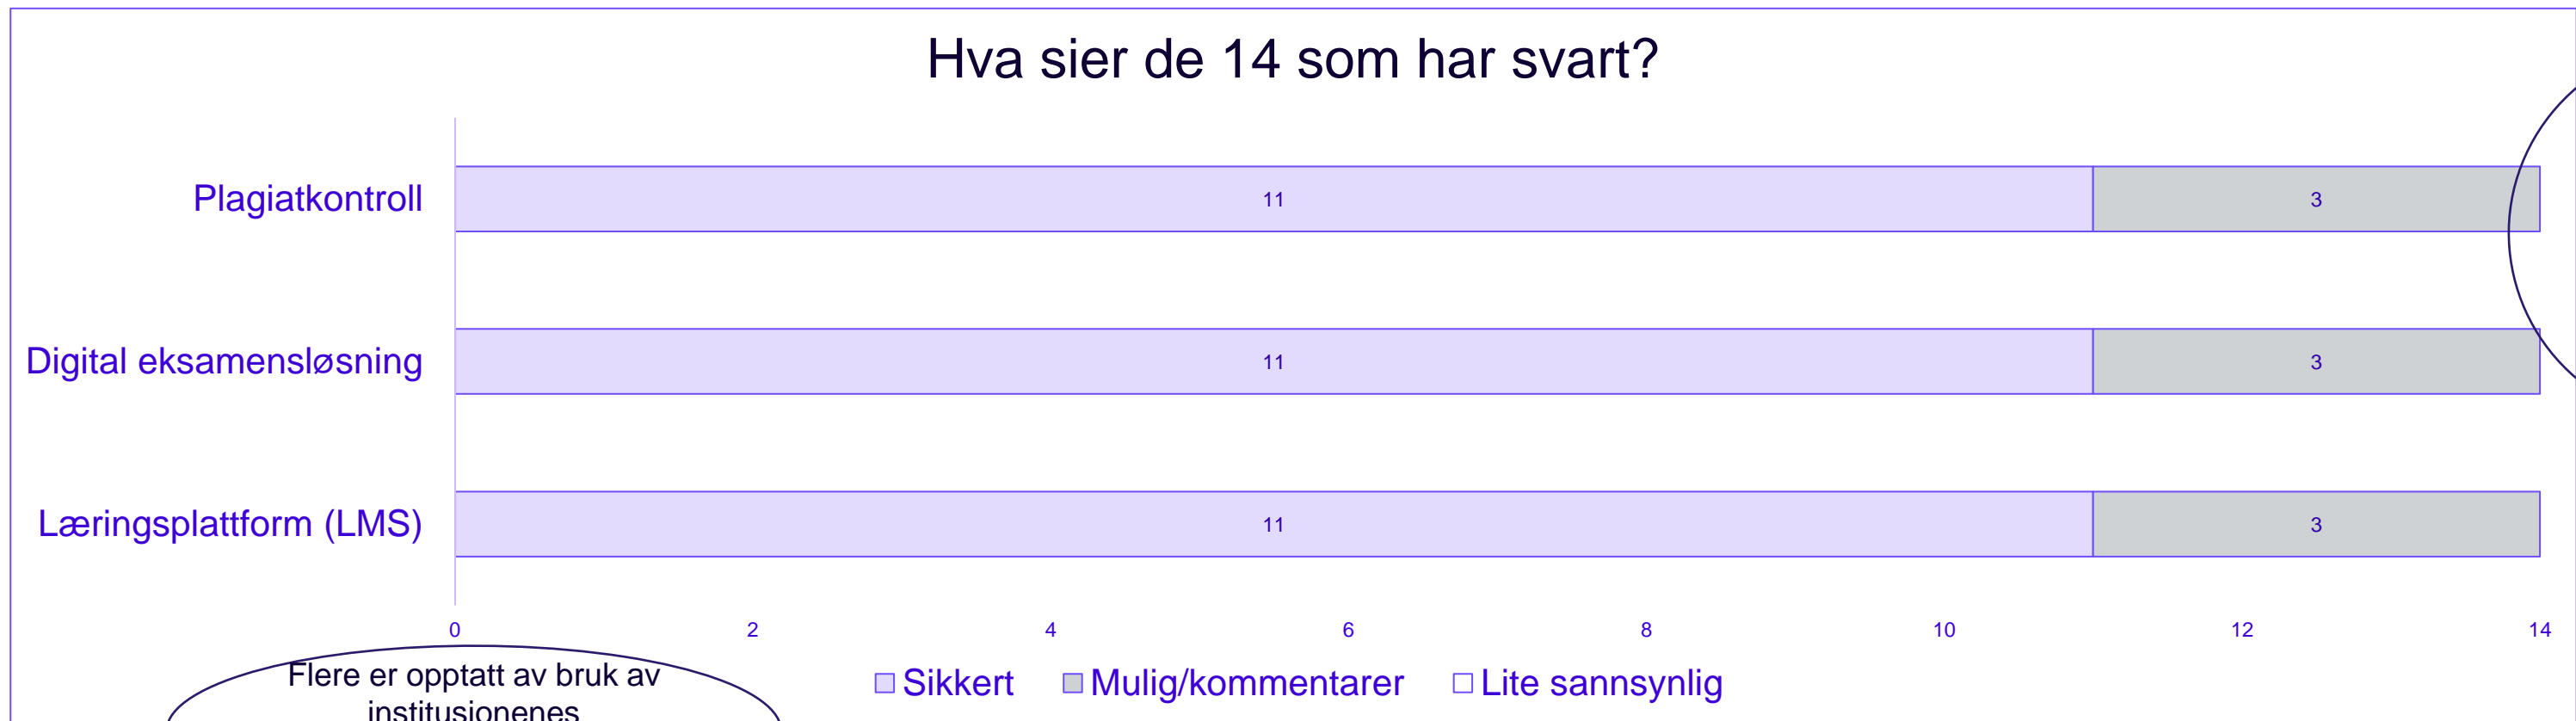 Hva sier de 14 som har svart?
Plagiatkontroll
11
3
Digital eksamensløsning
11
3
Læringsplattform (LMS)
11
3
0 2 4 6 8 10 12 14
Flere er opptatt av bruk av
institusjonenes
Sikkert Mulig/kommentarer Lite sannsynlig